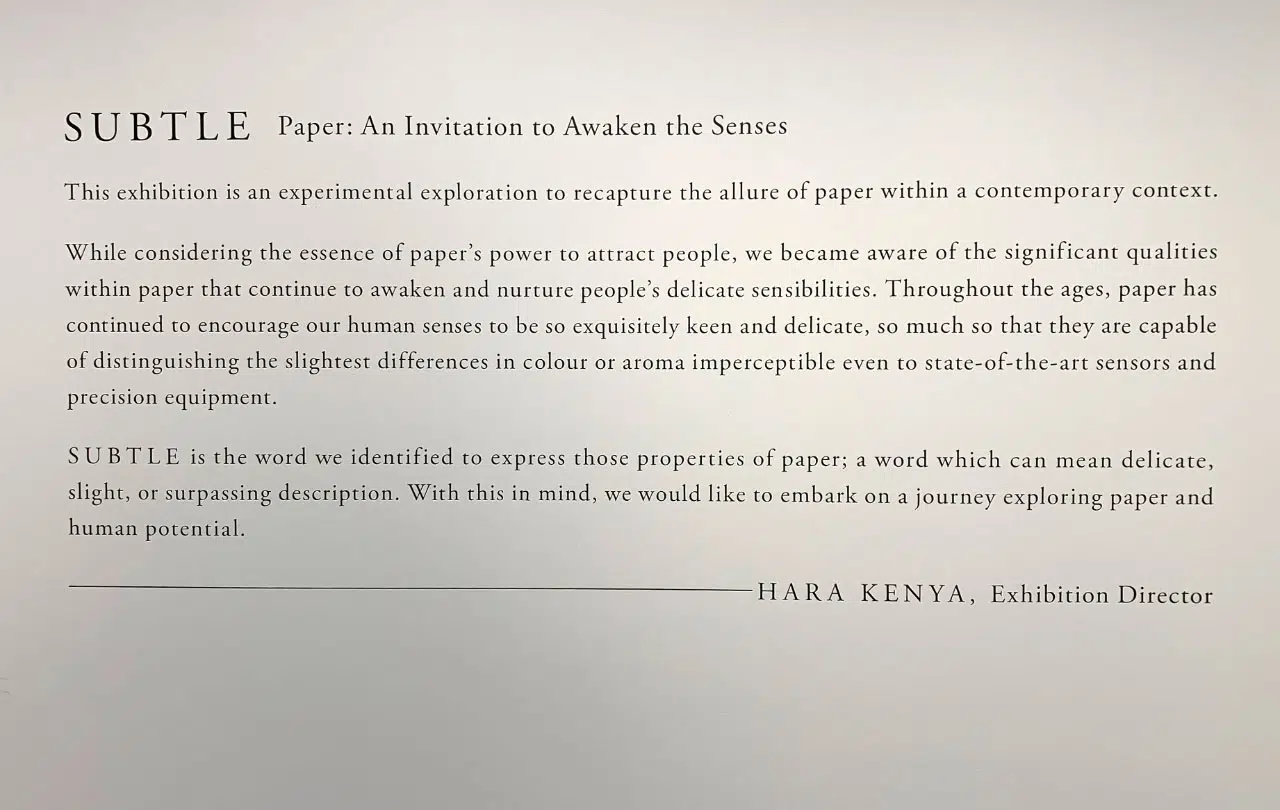 SUBTLE Paper: An Invitation to Awaken the Senses
This exhibition is an experimental exploration to recapture the allure of paper within a contemporary context.
While considering the essence of paper's power to attract people, we became aware of the significant qualities
within paper that continue to awaken and nurture people's delicate sensibilities. Throughout the ages, paper has
continued to encourage our human senses to be so exquisitely keen and delicate, so much so that they are capable
of distinguishing the slightest differences in colour or aroma imperceptible even to state-of-the-art sensors and
precision equipment.
SUBTLE is the word we identified to express those properties of paper; a word which can mean delicate,
slight, or surpassing description. With this in mind, we would like to embark on a journey exploring paper and
human potential.
HARA KENYA, Exhibition Director